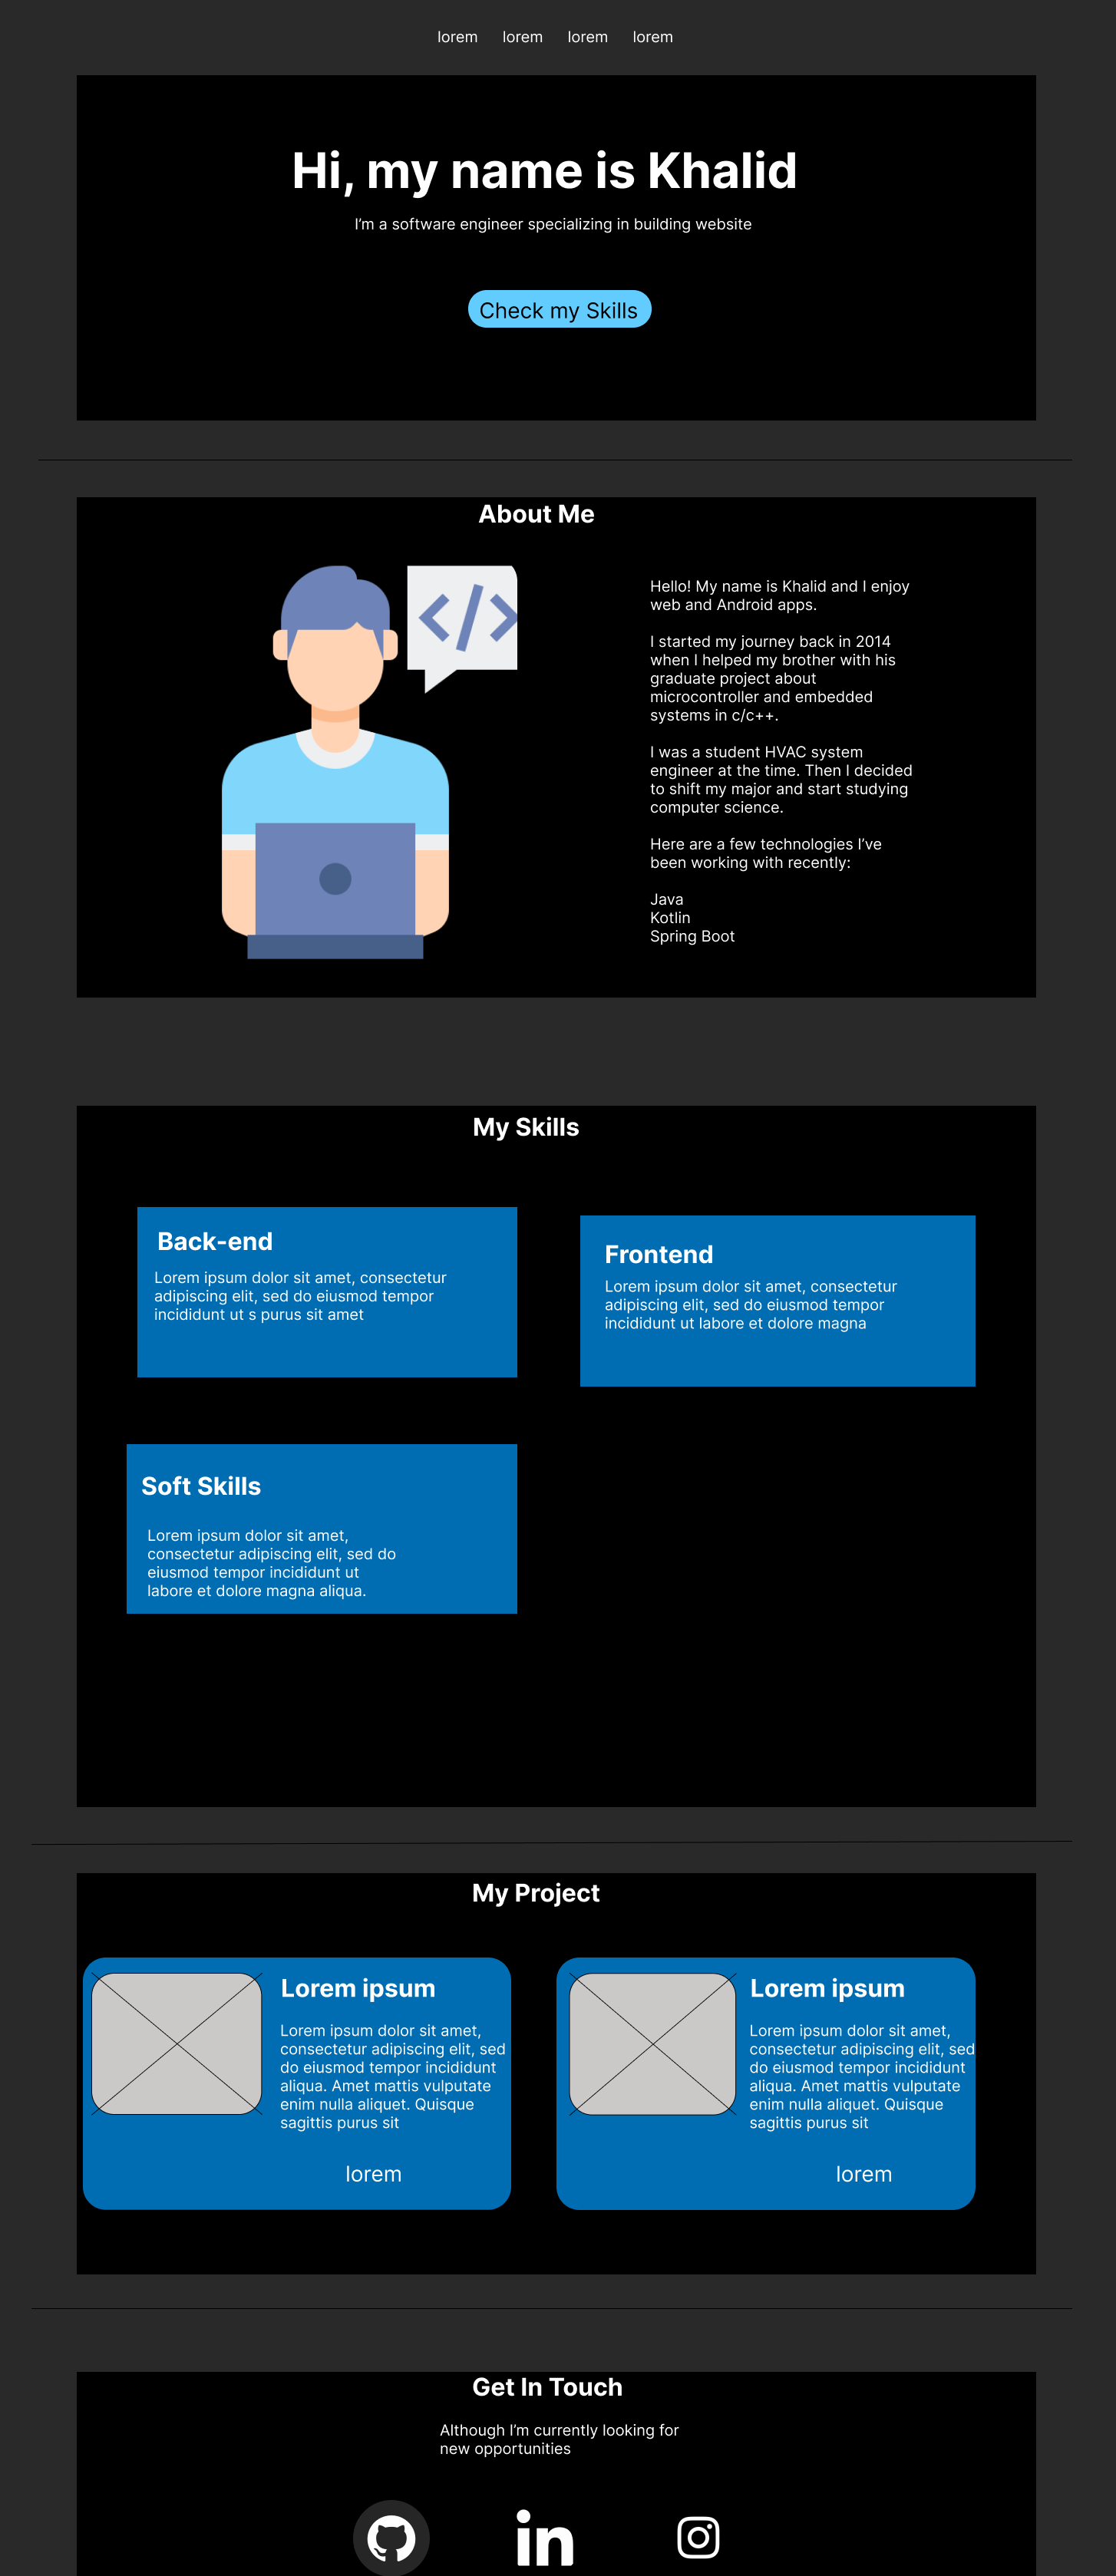 lorem lorem lorem lorem
Hi, my name is Khalid
I’m a software engineer specializing in building website
Check my Skills
About Me
</>
Hello! My name is Khalid and I enjoy
web and Android apps.
I started my journey back in 2014
when I helped my brother with his
graduate project about
microcontroller and embedded
systems in c/c++.
I was a student HVAC system
engineer at the time. Then I decided
to shift my major and start studying
computer science.
Here are a few technologies I’ve
been working with recently:
Java
Kotlin
Spring Boot
My Skills
Back-end
Lorem ipsum dolor sit amet, consectetur
adipiscing elit, sed do eiusmod tempor
incididunt ut s purus sit amet
Frontend
Lorem ipsum dolor sit amet, consectetur
adipiscing elit, sed do eiusmod tempor
incididunt ut labore et dolore magna
Soft Skills
Lorem ipsum dolor sit amet,
consectetur adipiscing elit, sed do
eiusmod tempor incididunt ut
labore et dolore magna aliqua.
My Project
Lorem ipsum
Lorem ipsum dolor sit amet,
consectetur adipiscing elit, sed
do eiusmod tempor incididunt
aliqua. Amet mattis vulputate
enim nulla aliquet. Quisque
sagittis purus sit
lorem
Lorem ipsum
Lorem ipsum dolor sit amet,
consectetur adipiscing elit, sed
do eiusmod tempor incididunt
aliqua. Amet mattis vulputate
enim nulla aliquet. Quisque
sagittis purus sit
lorem
Get In Touch
Although I’m currently looking for
new opportunities
in